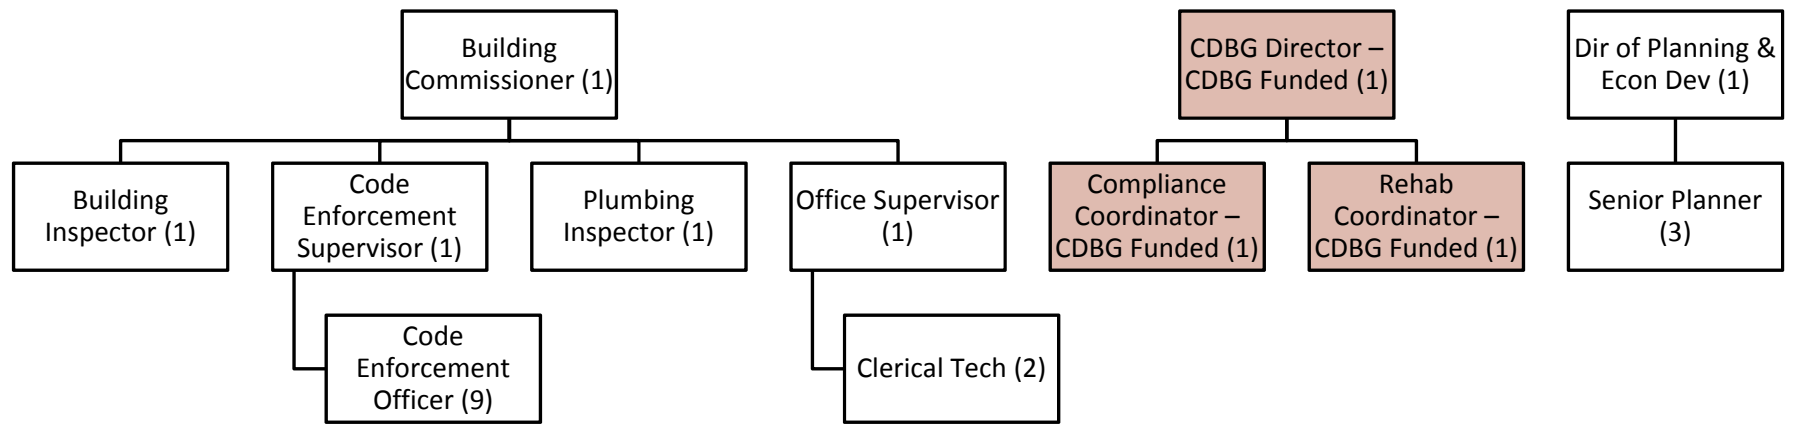 Building
Commissioner (1)
CDBG Director –
CDBG Funded (1)
Dir of Planning &
Econ Dev (1)
Building
Inspector (1)
Code
Enforcement
Supervisor (1)
Plumbing
Inspector (1)
Office Supervisor
(1)
Compliance
Coordinator –
CDBG Funded (1)
Rehab
Coordinator –
CDBG Funded (1)
Senior Planner
(3)
Code
Enforcement
Officer (9)
Clerical Tech (2)